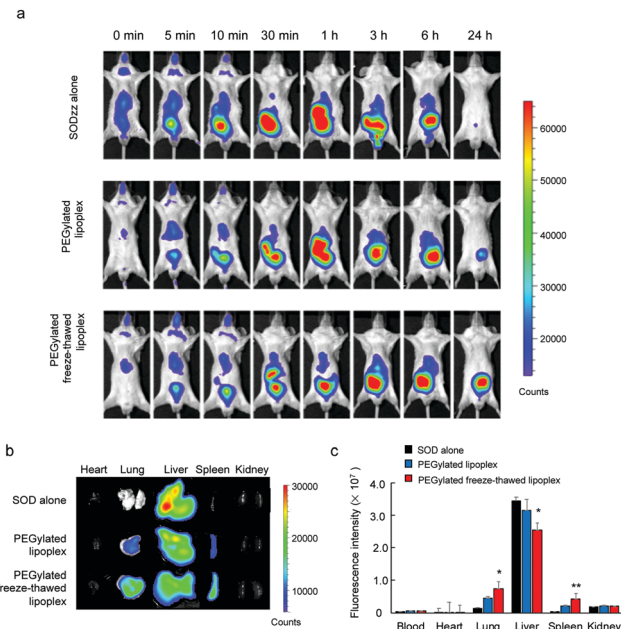 a
0 min 5 min 10 min 30 min 1 h 3 h 6 h 24 h
SODzz alone
PEGylated
lipoplex
PEGylated
freeze-thawed
lipoplex
60000
50000
40000
30000
20000
Counts
b
Heart Lung Liver Spleen Kidney
SOD alone
PEGylated
lipoplex
PEGylated
freeze-thawed
lipoplex
30000
20000
10000
Counts
c
SOD alone
PEGylated lipoplex
PEGylated freeze-thawed lipoplex
Fluorescence intensity (× 10⁷)
4.0
3.0
2.0
1.0
0
* * **
Blood Heart Lung Liver Spleen Kidney